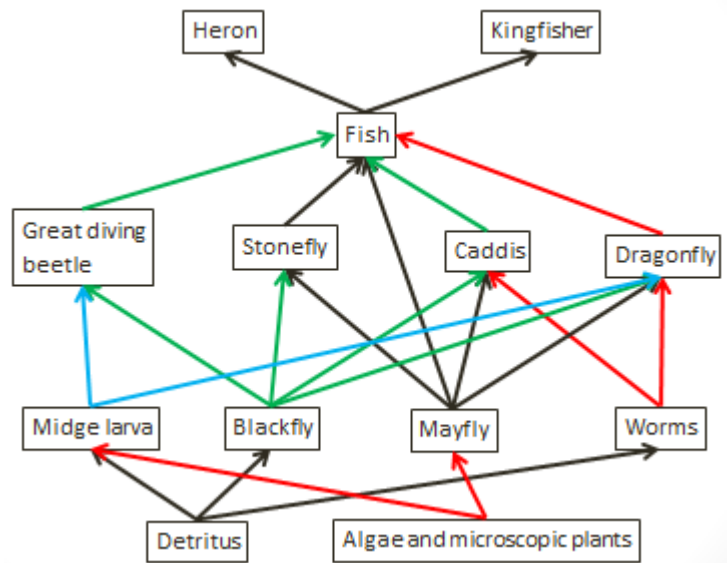 Heron
Kingfisher
Fish
Great diving
beetle
Stonefly
Caddis
Dragonfly
Midge larva
Blackfly
Mayfly
Worms
Detritus
Algae and microscopic plants